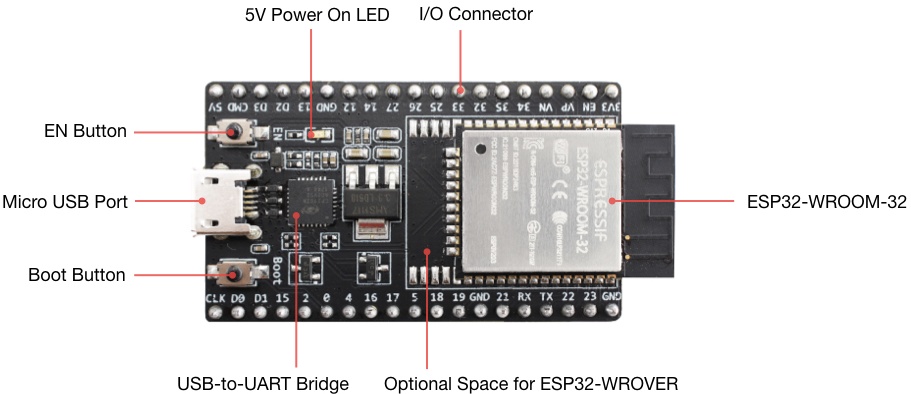 5V Power On LED
I/O Connector
5V CMD D3 D2 13 GND 12 14 27 26 25 33 32 35 34 VN VP EN 3V3
EN Button
EN
Micro USB Port
ESPRESSIF
ESP32-WROOM-32
ESP32-WROOM-32
Boot Button
Boot
CLK D0 D1 15 2 0 4 16 17 5 18 19 GND 21 RX TX 22 23 GND
USB-to-UART Bridge
Optional Space for ESP32-WROVER